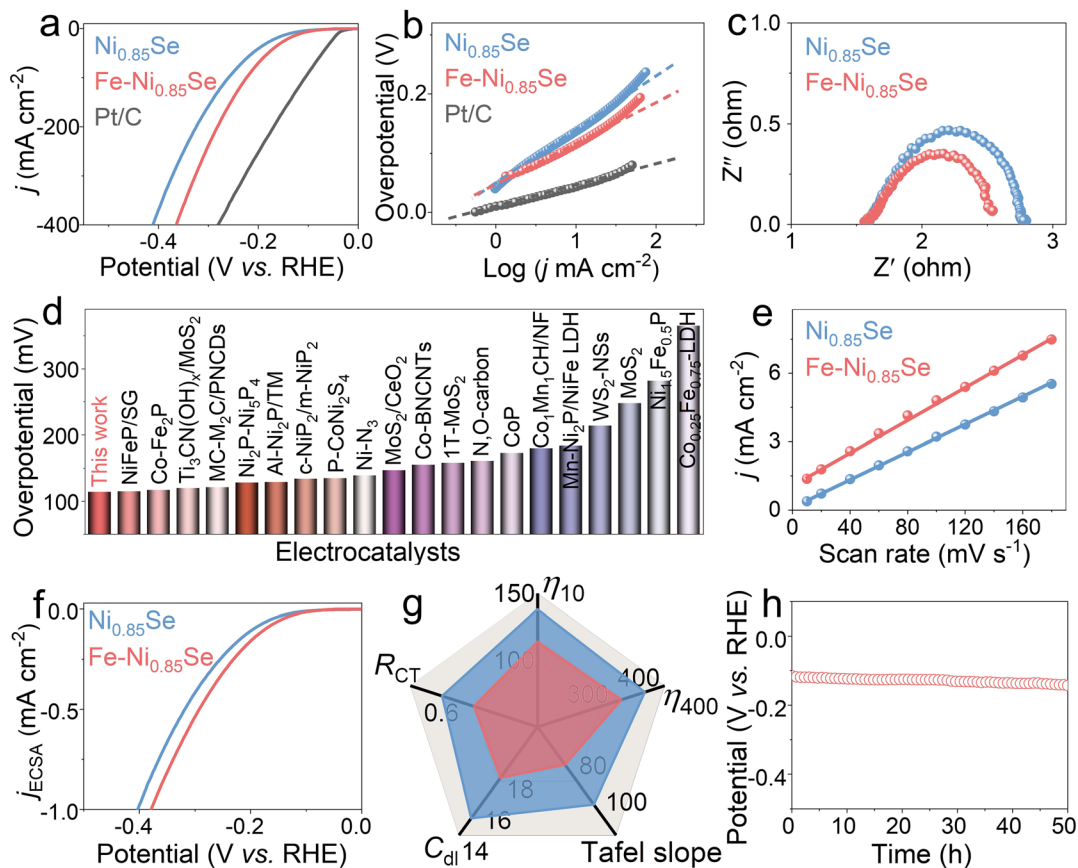 a
Ni₀.₈₅Se
Fe-Ni₀.₈₅Se
Pt/C
j (mA cm⁻²)
0
-200
-400
-0.4
-0.2
0.0
Potential (V vs. RHE)
b
Ni₀.₈₅Se
Fe-Ni₀.₈₅Se
Pt/C
Overpotential (V)
0.2
0.0
0
1
2
Log (j mA cm⁻²)
c
Ni₀.₈₅Se
Fe-Ni₀.₈₅Se
Z″ (ohm)
1.0
0.5
0.0
1
2
3
Z′ (ohm)
d
Overpotential (mV)
300
200
100
This work
NiFeP/SG
Co-Fe₂P
Ti₃CN(OH)ₓ/MoS₂
MC-M₂C/PNCDs
Ni₂P-Ni₅P₄
Al-Ni₂P/TM
c-NiP₂/m-NiP₂
P-CoNi₂S₄
Ni-N₃
MoS₂/CeO₂
Co-BNCNTs
1T-MoS₂
N,O-carbon
CoP
Co₁Mn₁CH/NF
Mn-Ni₂P/NiFe LDH
WS₂-NSs
MoS₂
Ni₁.₅Fe₀.₅P
Co₀.₂₅Fe₀.₇₅-LDH
Electrocatalysts
e
Ni₀.₈₅Se
Fe-Ni₀.₈₅Se
j (mA cm⁻²)
6
3
0
0
40
80
120
160
Scan rate (mV s⁻¹)
f
Ni₀.₈₅Se
Fe-Ni₀.₈₅Se
j_ECSA (mA cm⁻²)
0.0
-0.5
-1.0
-0.4
-0.2
0.0
Potential (V vs. RHE)
g
150
η₁₀
100
R_CT
0.6
400
300
η₄₀₀
80
100
Tafel slope
18
16
C_dl 14
h
Potential (V vs. RHE)
0.0
-0.2
-0.4
0
10
20
30
40
50
Time (h)